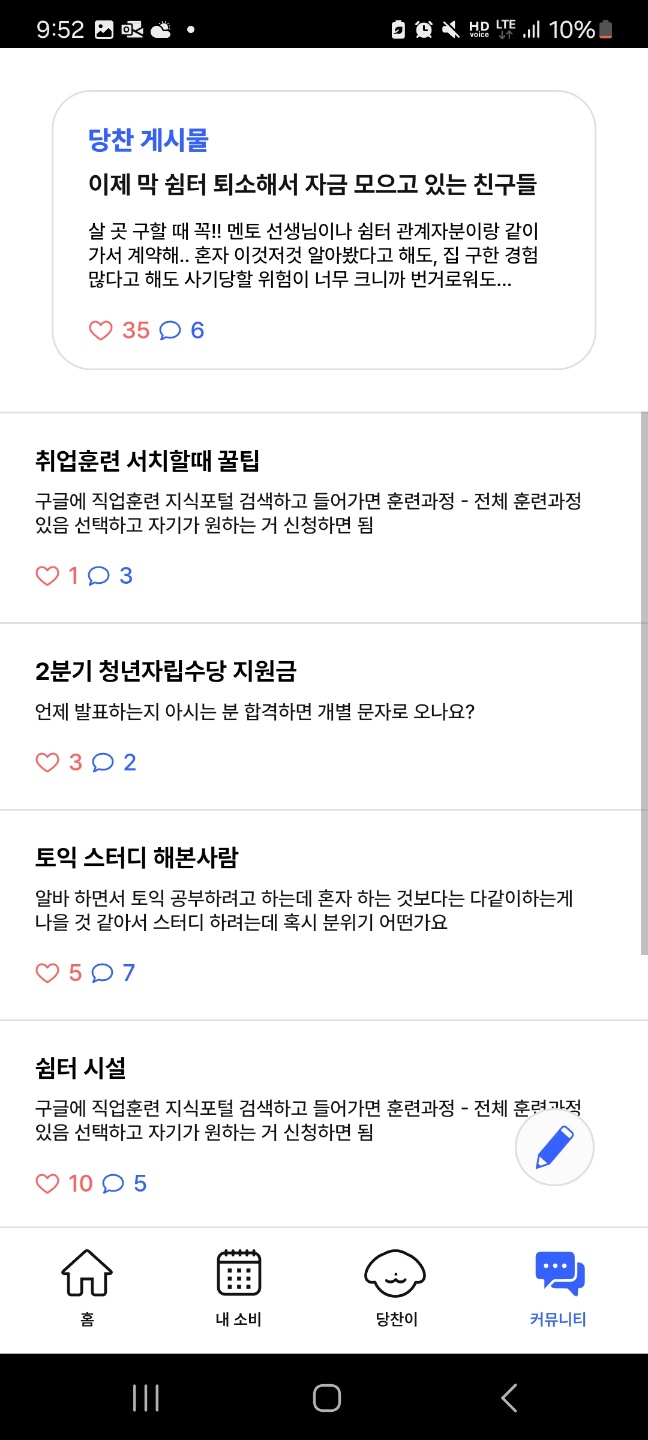 9:52
HD voice LTE 10%
당찬 게시물
이제 막 쉼터 퇴소해서 자금 모으고 있는 친구들
살 곳 구할 때 꼭!! 멘토 선생님이나 쉼터 관계자분이랑 같이
가서 계약해.. 혼자 이것저것 알아봤다고 해도, 집 구한 경험
많다고 해도 사기당할 위험이 너무 크니까 번거로워도...
35 6
취업훈련 서치할때 꿀팁
구글에 직업훈련 지식포털 검색하고 들어가면 훈련과정 - 전체 훈련과정
있음 선택하고 자기가 원하는 거 신청하면 됨
1 3
2분기 청년자립수당 지원금
언제 발표하는지 아시는 분 합격하면 개별 문자로 오나요?
3 2
토익 스터디 해본사람
알바 하면서 토익 공부하려고 하는데 혼자 하는 것보다는 다같이하는게
나을 것 같아서 스터디 하려는데 혹시 분위기 어떤가요
5 7
쉼터 시설
구글에 직업훈련 지식포털 검색하고 들어가면 훈련과정 - 전체 훈련과정
있음 선택하고 자기가 원하는 거 신청하면 됨
10 5
홈 내 소비 당찬이 커뮤니티